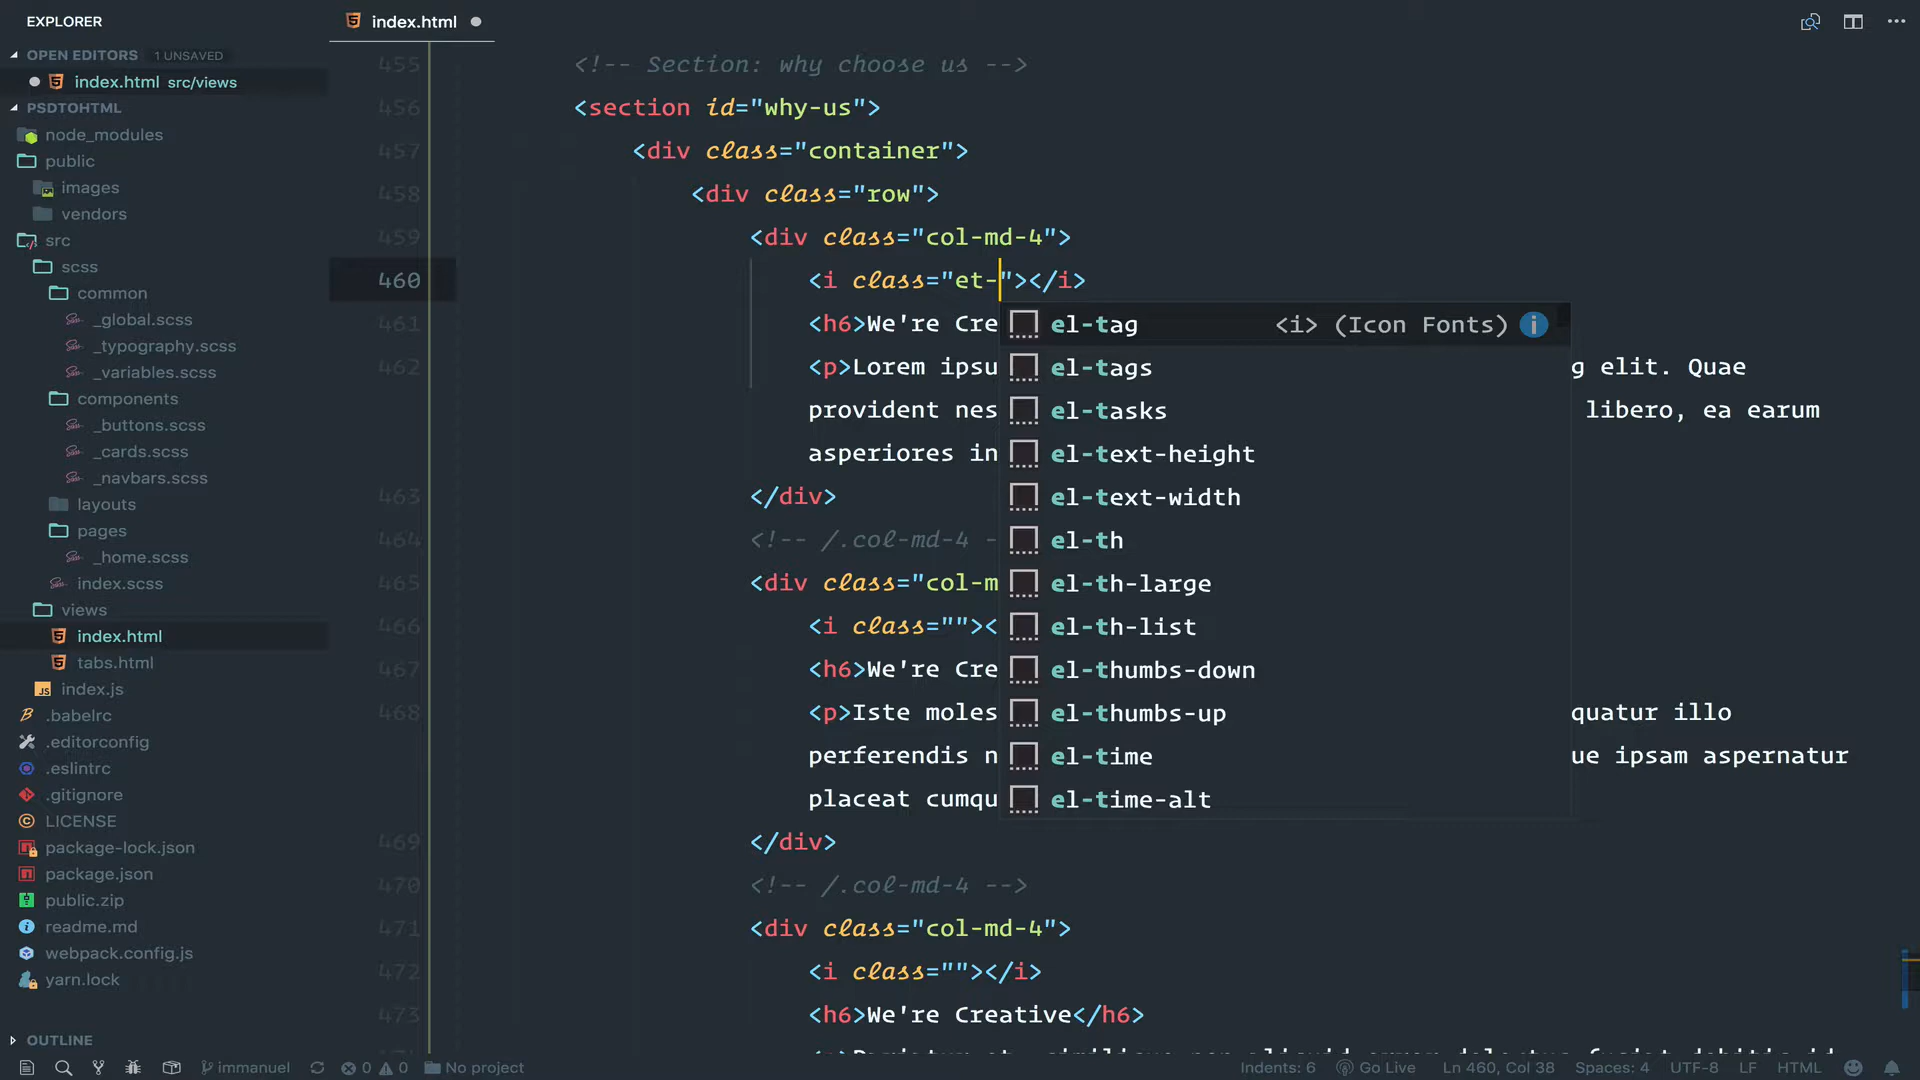 EXPLORER
OPEN EDITORS 1 UNSAVED
index.html src/views
PSDTOHTML
node_modules
public
images
vendors
src
scss
common
_global.scss
_typography.scss
_variables.scss
components
_buttons.scss
_cards.scss
_navbars.scss
layouts
pages
_home.scss
index.scss
views
index.html
tabs.html
index.js
.babelrc
.editorconfig
.eslintrc
.gitignore
LICENSE
package-lock.json
package.json
public.zip
readme.md
webpack.config.js
yarn.lock
OUTLINE
index.html
455 <!-- Section: why choose us -->
456 <section id="why-us">
457 <div class="container">
458 <div class="row">
459 <div class="col-md-4">
460 <i class="et-"></i>
461 <h6>We're Cre
462 <p>Lorem ipsu g elit. Quae
provident nes libero, ea earum
asperiores in
463 </div>
464 <!-- /.col-md-4 -
465 <div class="col-m
466 <i class=""><
467 <h6>We're Cre
468 <p>Iste moles quatur illo
perferendis n ue ipsam aspernatur
placeat cumqu
469 </div>
470 <!-- /.col-md-4 -->
471 <div class="col-md-4">
472 <i class=""></i>
473 <h6>We're Creative</h6>
el-tag <i> (Icon Fonts)
el-tags
el-tasks
el-text-height
el-text-width
el-th
el-th-large
el-th-list
el-thumbs-down
el-thumbs-up
el-time
el-time-alt
immanuel 0 0 No project Indents: 6 Go Live Ln 460, Col 38 Spaces: 4 UTF-8 LF HTML